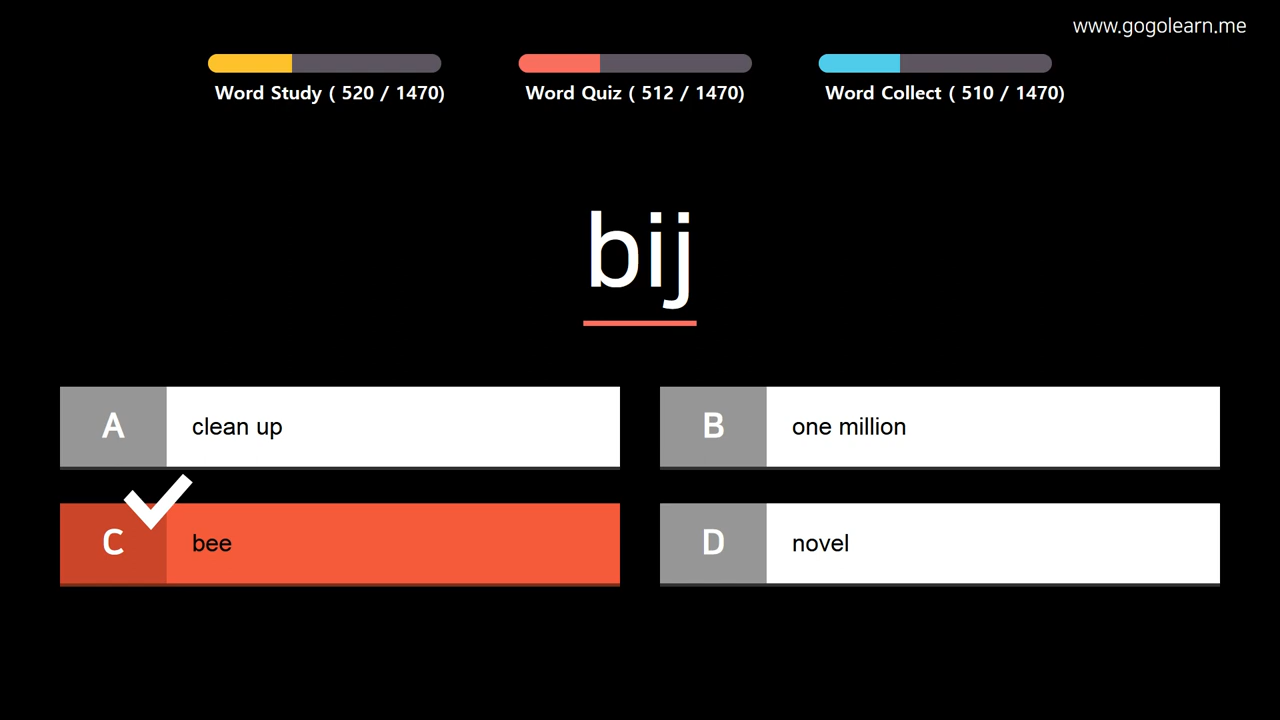 www.gogolearn.me
Word Study ( 520 / 1470)
Word Quiz ( 512 / 1470)
Word Collect ( 510 / 1470)
bij
A clean up
B one million
C bee
D novel